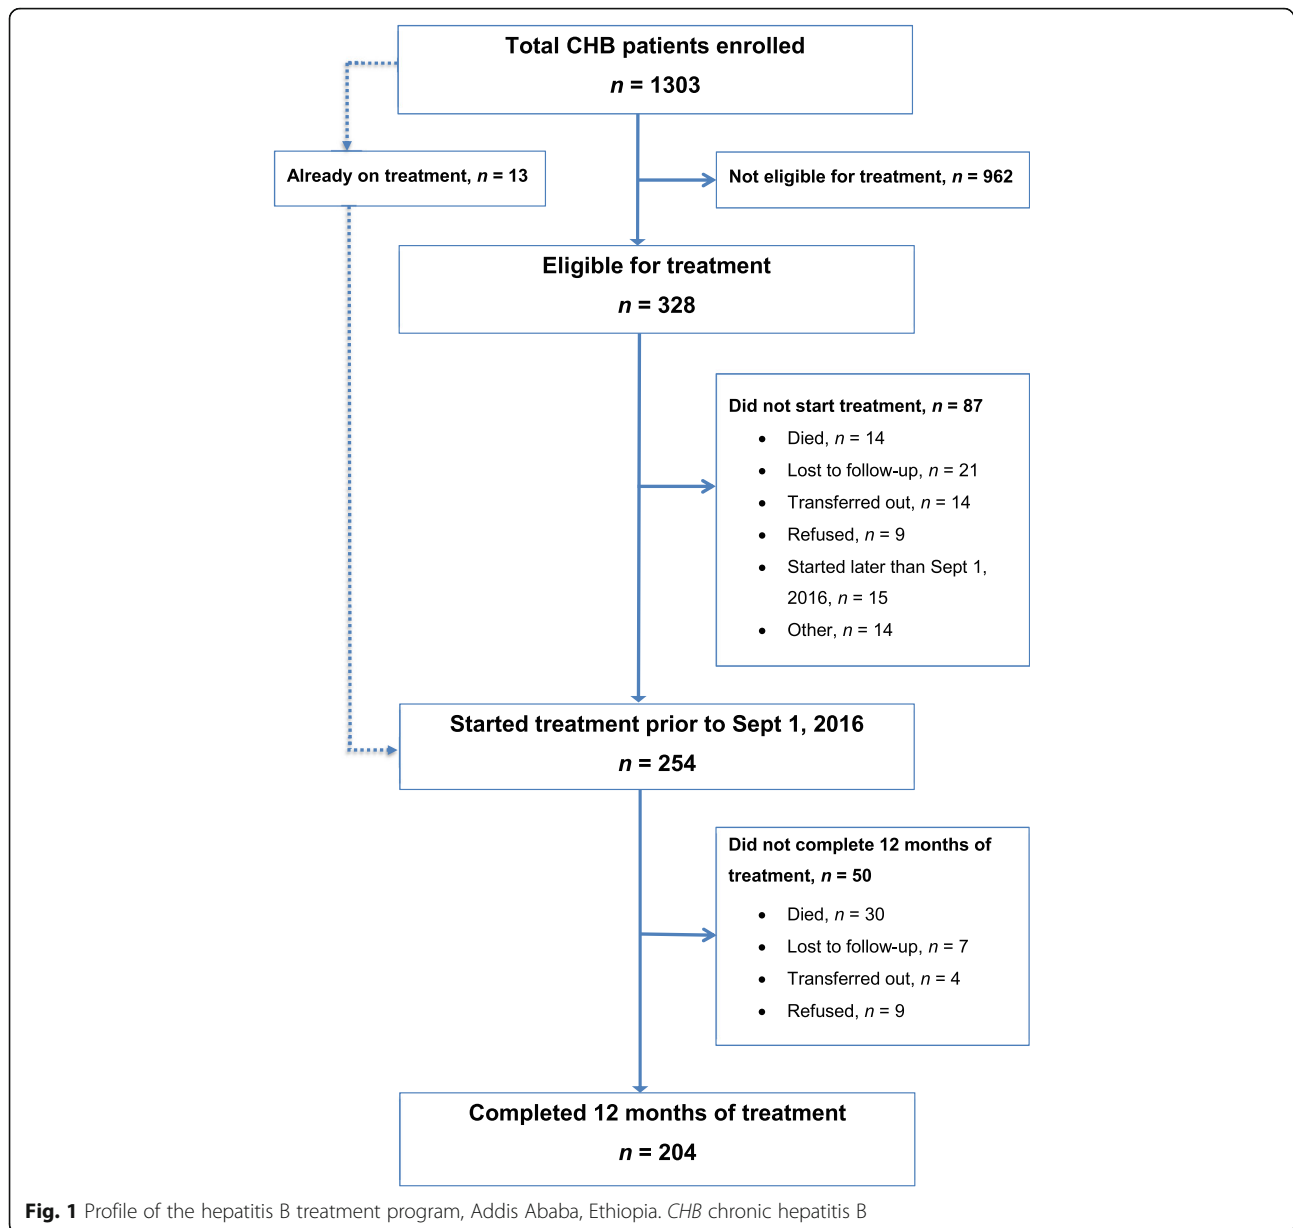 Total CHB patients enrolled
n = 1303
Already on treatment, n = 13
Not eligible for treatment, n = 962
Eligible for treatment
n = 328
Did not start treatment, n = 87
• Died, n = 14
• Lost to follow-up, n = 21
• Transferred out, n = 14
• Refused, n = 9
• Started later than Sept 1,
2016, n = 15
• Other, n = 14
Started treatment prior to Sept 1, 2016
n = 254
Did not complete 12 months of
treatment, n = 50
• Died, n = 30
• Lost to follow-up, n = 7
• Transferred out, n = 4
• Refused, n = 9
Completed 12 months of treatment
n = 204
Fig. 1 Profile of the hepatitis B treatment program, Addis Ababa, Ethiopia. CHB chronic hepatitis B